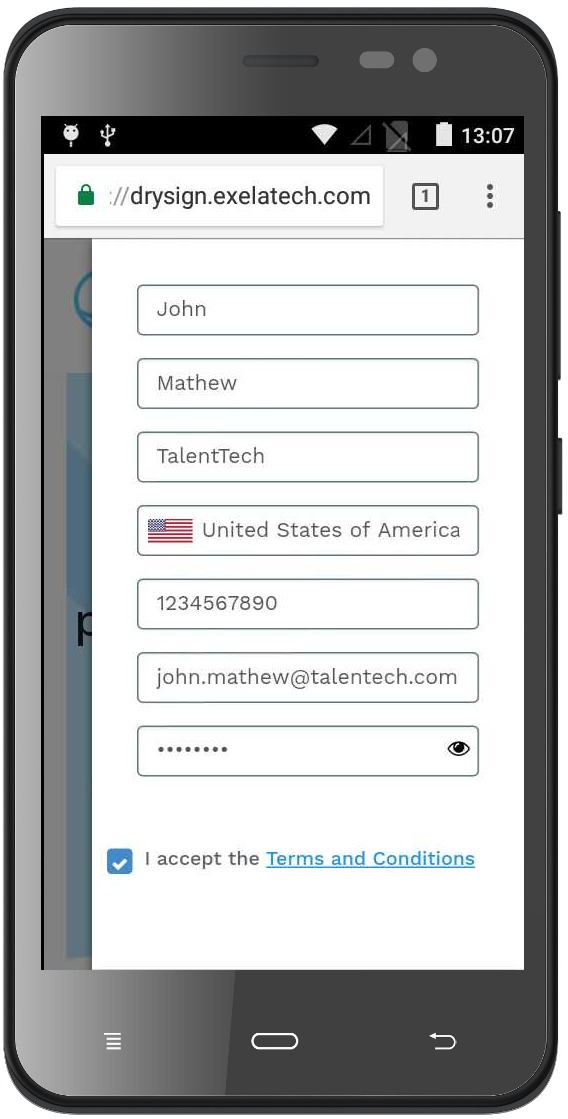 13:07
://drysign.exelatech.com
1
John
Mathew
TalentTech
United States of America
1234567890
john.mathew@talentech.com
••••••••
I accept the Terms and Conditions
p